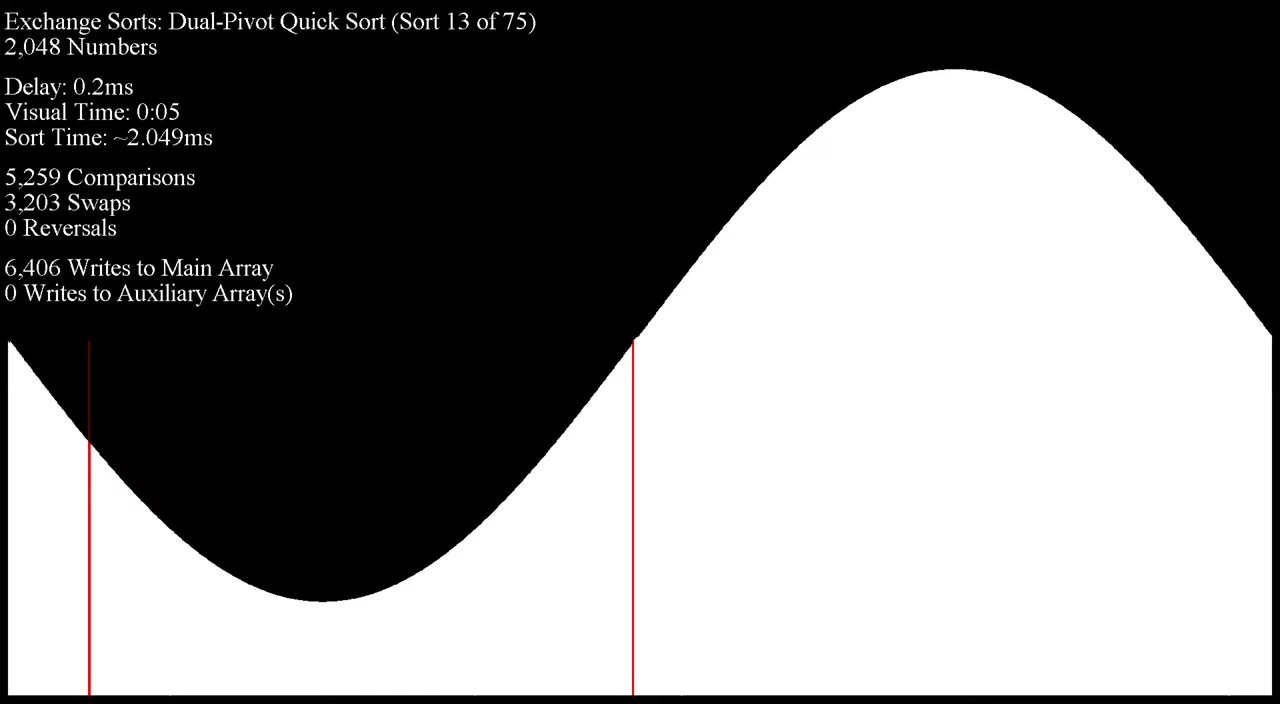 Exchange Sorts: Dual-Pivot Quick Sort (Sort 13 of 75)
2,048 Numbers
Delay: 0.2ms
Visual Time: 0:05
Sort Time: ~2.049ms
5,259 Comparisons
3,203 Swaps
0 Reversals
6,406 Writes to Main Array
0 Writes to Auxiliary Array(s)